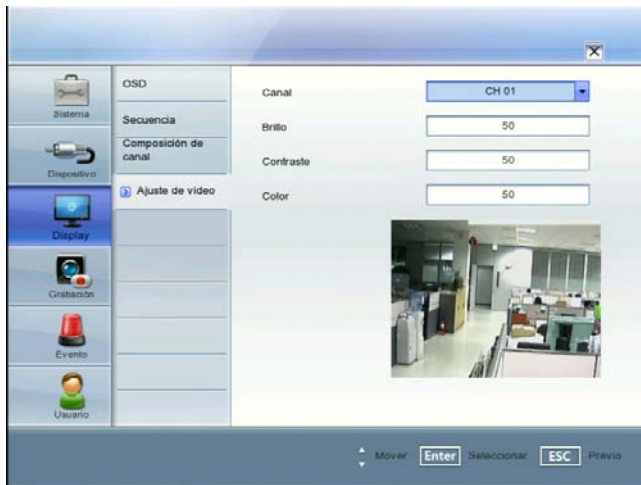 Sistema
Dispositivo
Display
Grabación
Evento
Usuario
OSD
Secuencia
Composición de
canal
Ajuste de video
Canal
CH 01
Brillo
50
Contraste
50
Color
50
Mover Enter Seleccionar ESC Previo